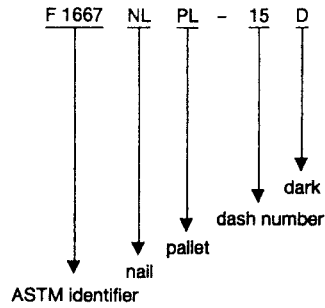 F 1667 NL PL – 15 D
dark
dash number
pallet
nail
ASTM identifier